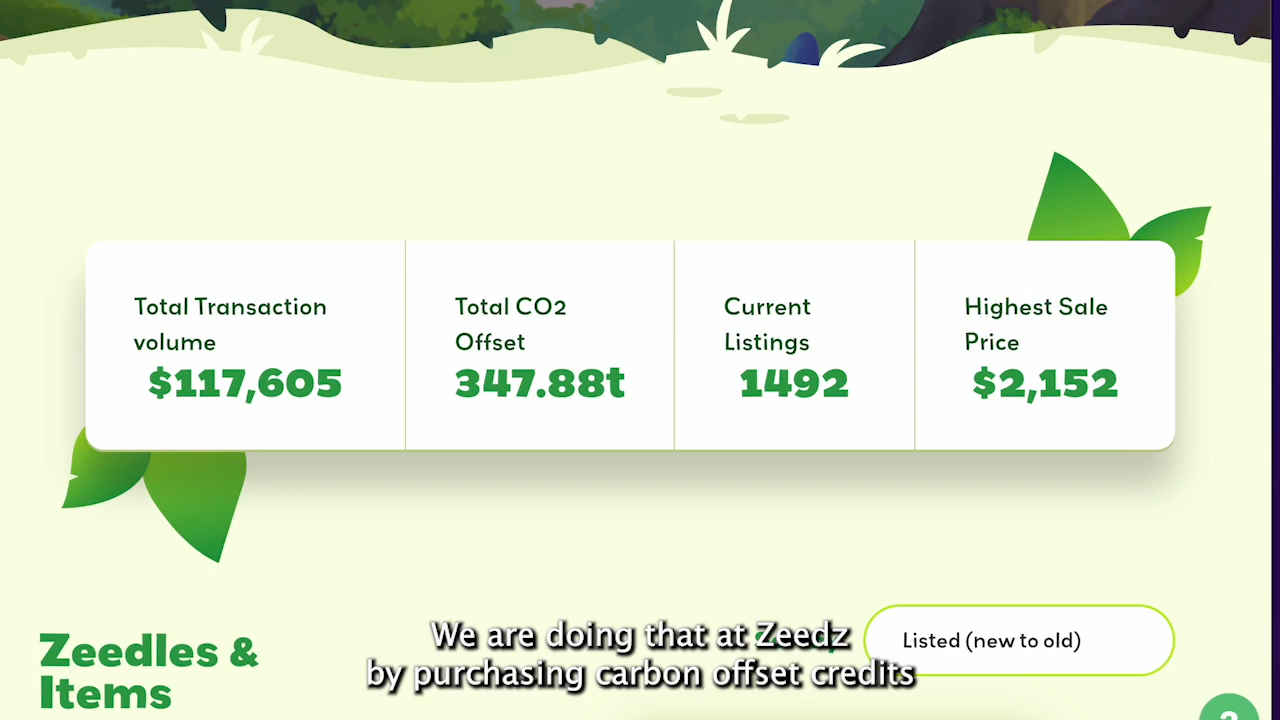 Total Transaction
volume
$117,605
Total CO2
Offset
347.88t
Current
Listings
1492
Highest Sale
Price
$2,152
Zeedles &
Items
Listed (new to old)
We are doing that at Zeedz
by purchasing carbon offset credits